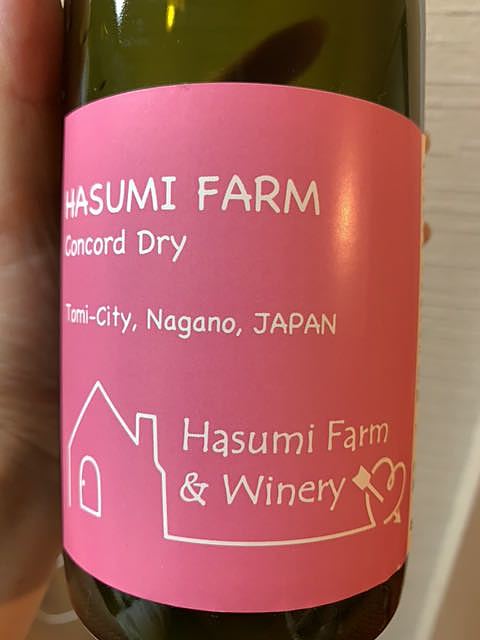 HASUMI FARM
Concord Dry
Tomi-City, Nagano, JAPAN
Hasumi Farm
& Winery